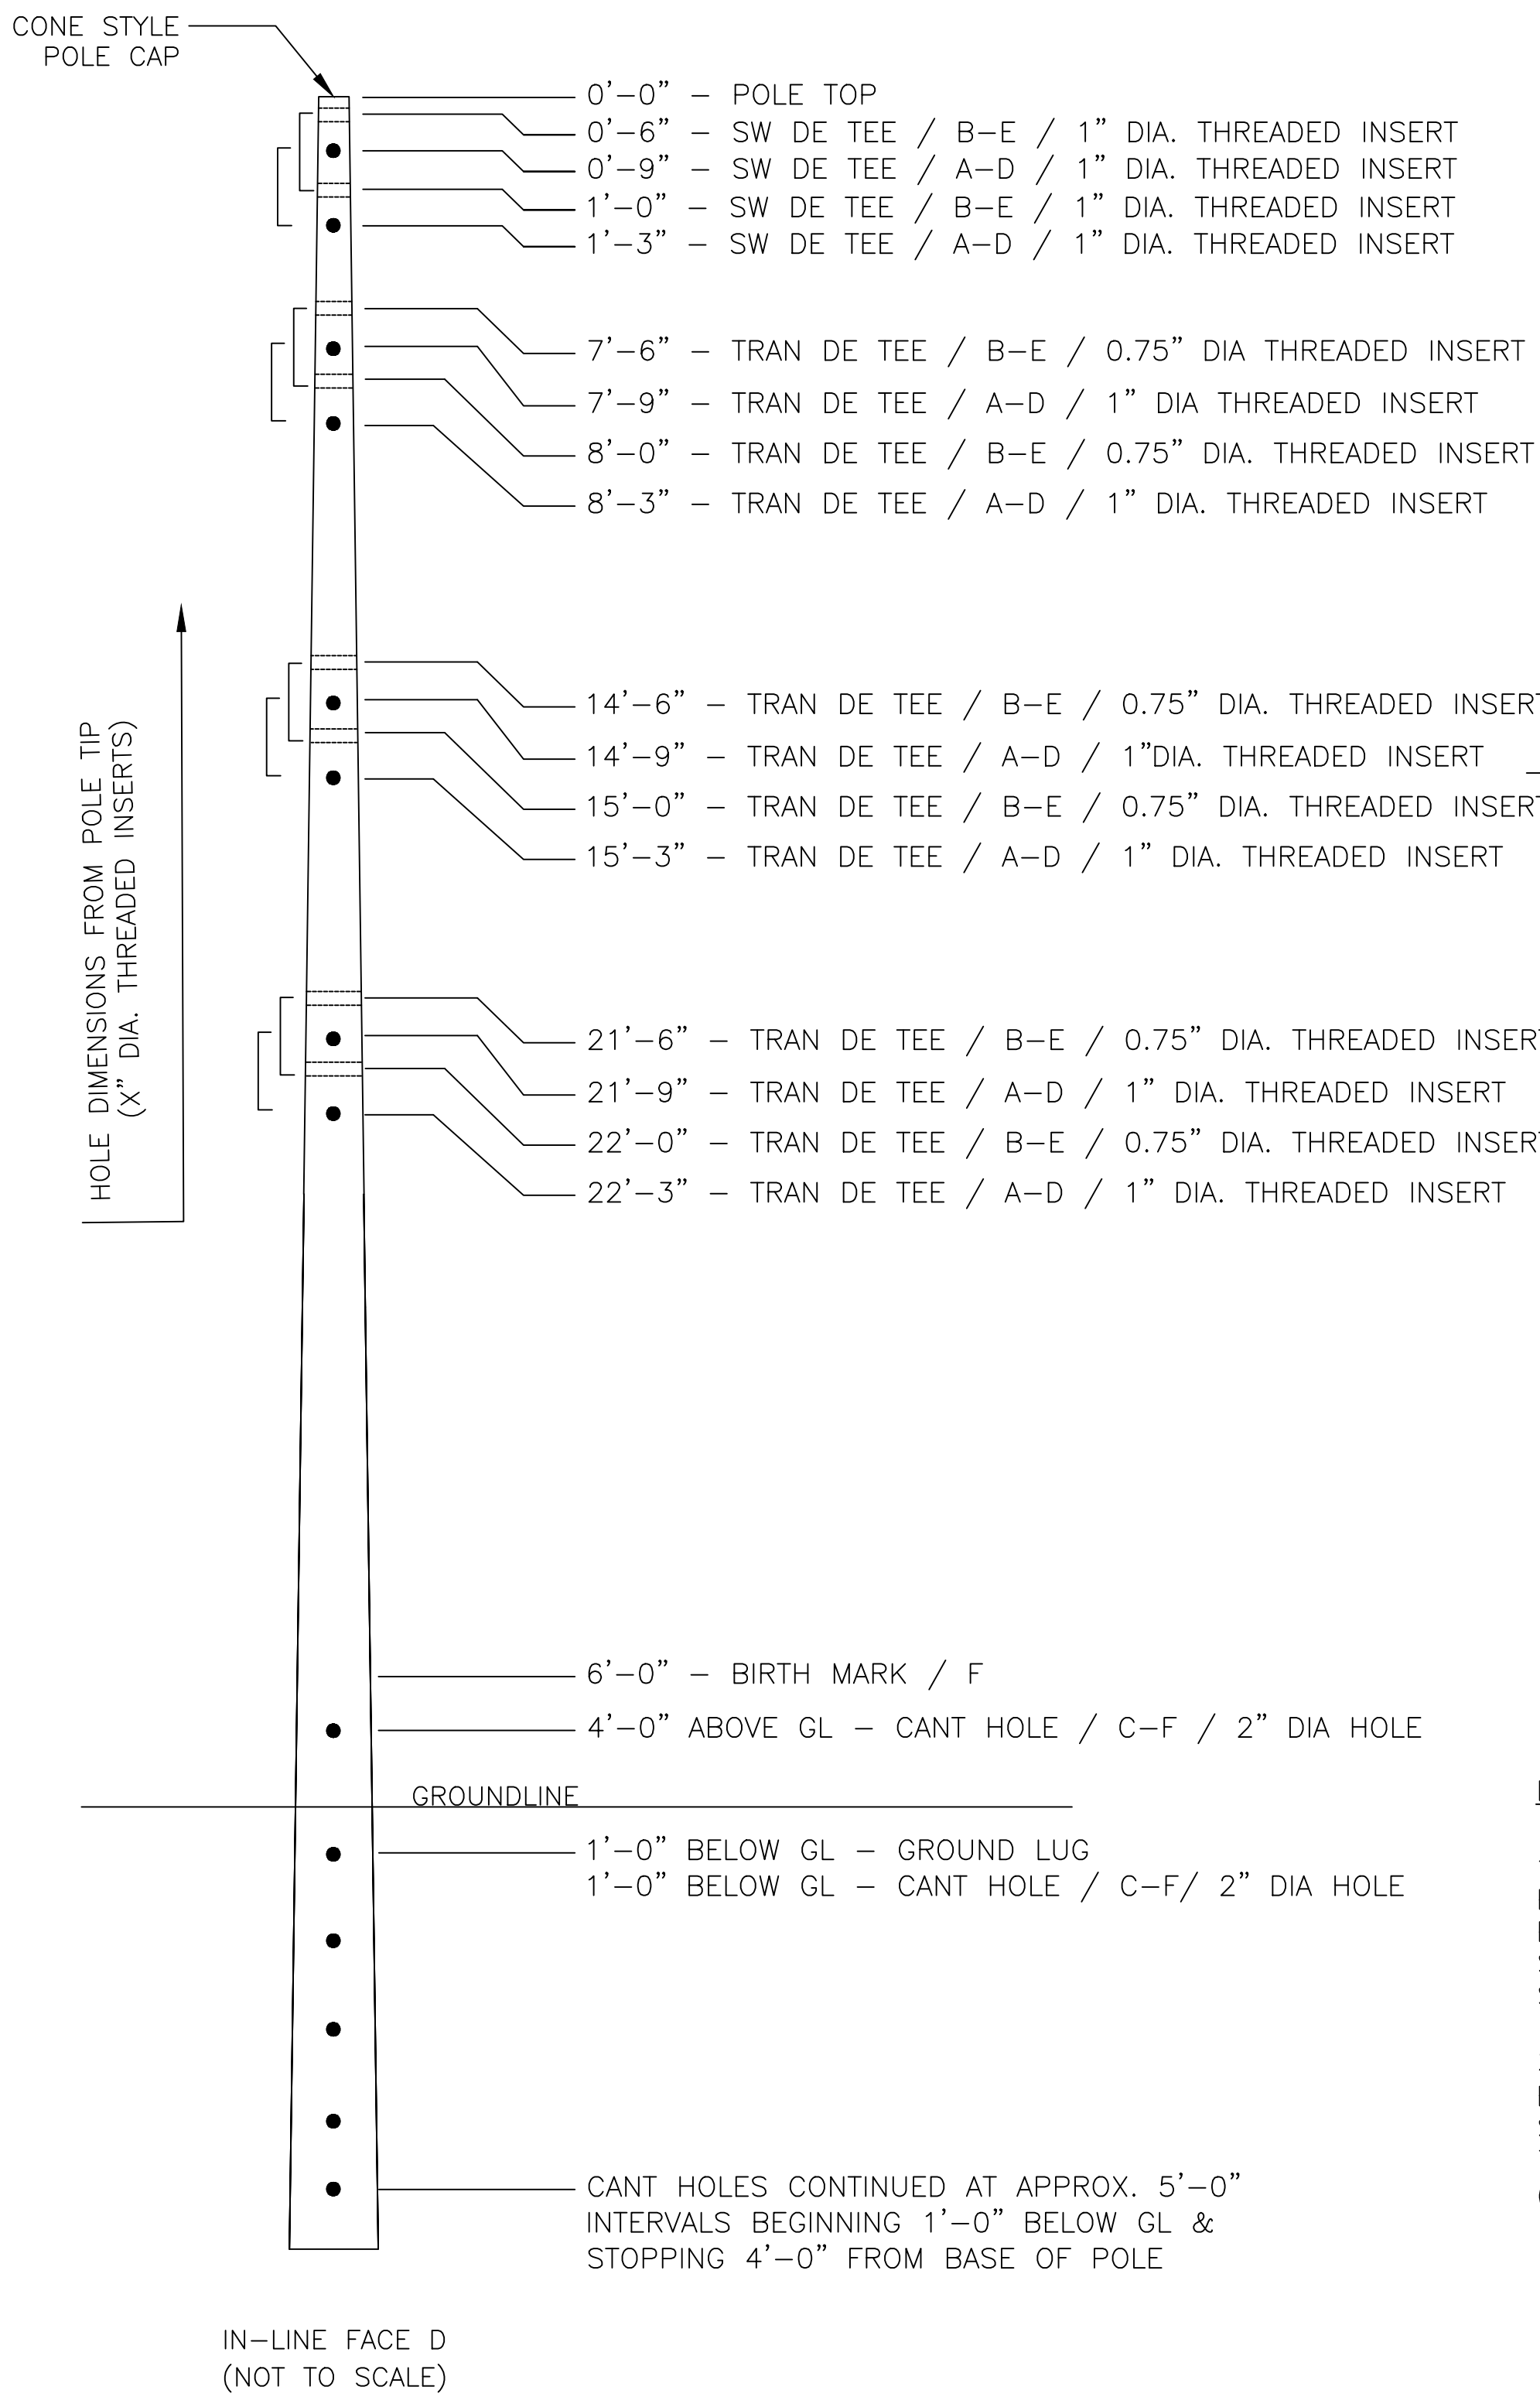 CONE STYLE
POLE CAP
0'-0" - POLE TOP
0'-6" - SW DE TEE / B-E / 1" DIA. THREADED INSERT
0'-9" - SW DE TEE / A-D / 1" DIA. THREADED INSERT
1'-0" - SW DE TEE / B-E / 1" DIA. THREADED INSERT
1'-3" - SW DE TEE / A-D / 1" DIA. THREADED INSERT
7'-6" - TRAN DE TEE / B-E / 0.75" DIA THREADED INSERT
7'-9" - TRAN DE TEE / A-D / 1" DIA THREADED INSERT
8'-0" - TRAN DE TEE / B-E / 0.75" DIA. THREADED INSERT
8'-3" - TRAN DE TEE / A-D / 1" DIA. THREADED INSERT
HOLE DIMENSIONS FROM POLE TIP
(X" DIA. THREADED INSERTS)
14'-6" - TRAN DE TEE / B-E / 0.75" DIA. THREADED INSERT
14'-9" - TRAN DE TEE / A-D / 1"DIA. THREADED INSERT
15'-0" - TRAN DE TEE / B-E / 0.75" DIA. THREADED INSERT
15'-3" - TRAN DE TEE / A-D / 1" DIA. THREADED INSERT
21'-6" - TRAN DE TEE / B-E / 0.75" DIA. THREADED INSERT
21'-9" - TRAN DE TEE / A-D / 1" DIA. THREADED INSERT
22'-0" - TRAN DE TEE / B-E / 0.75" DIA. THREADED INSERT
22'-3" - TRAN DE TEE / A-D / 1" DIA. THREADED INSERT
6'-0" - BIRTH MARK / F
4'-0" ABOVE GL - CANT HOLE / C-F / 2" DIA HOLE
GROUNDLINE
1'-0" BELOW GL - GROUND LUG
1'-0" BELOW GL - CANT HOLE / C-F/ 2" DIA HOLE
CANT HOLES CONTINUED AT APPROX. 5'-0"
INTERVALS BEGINNING 1'-0" BELOW GL &
STOPPING 4'-0" FROM BASE OF POLE
IN-LINE FACE D
(NOT TO SCALE)